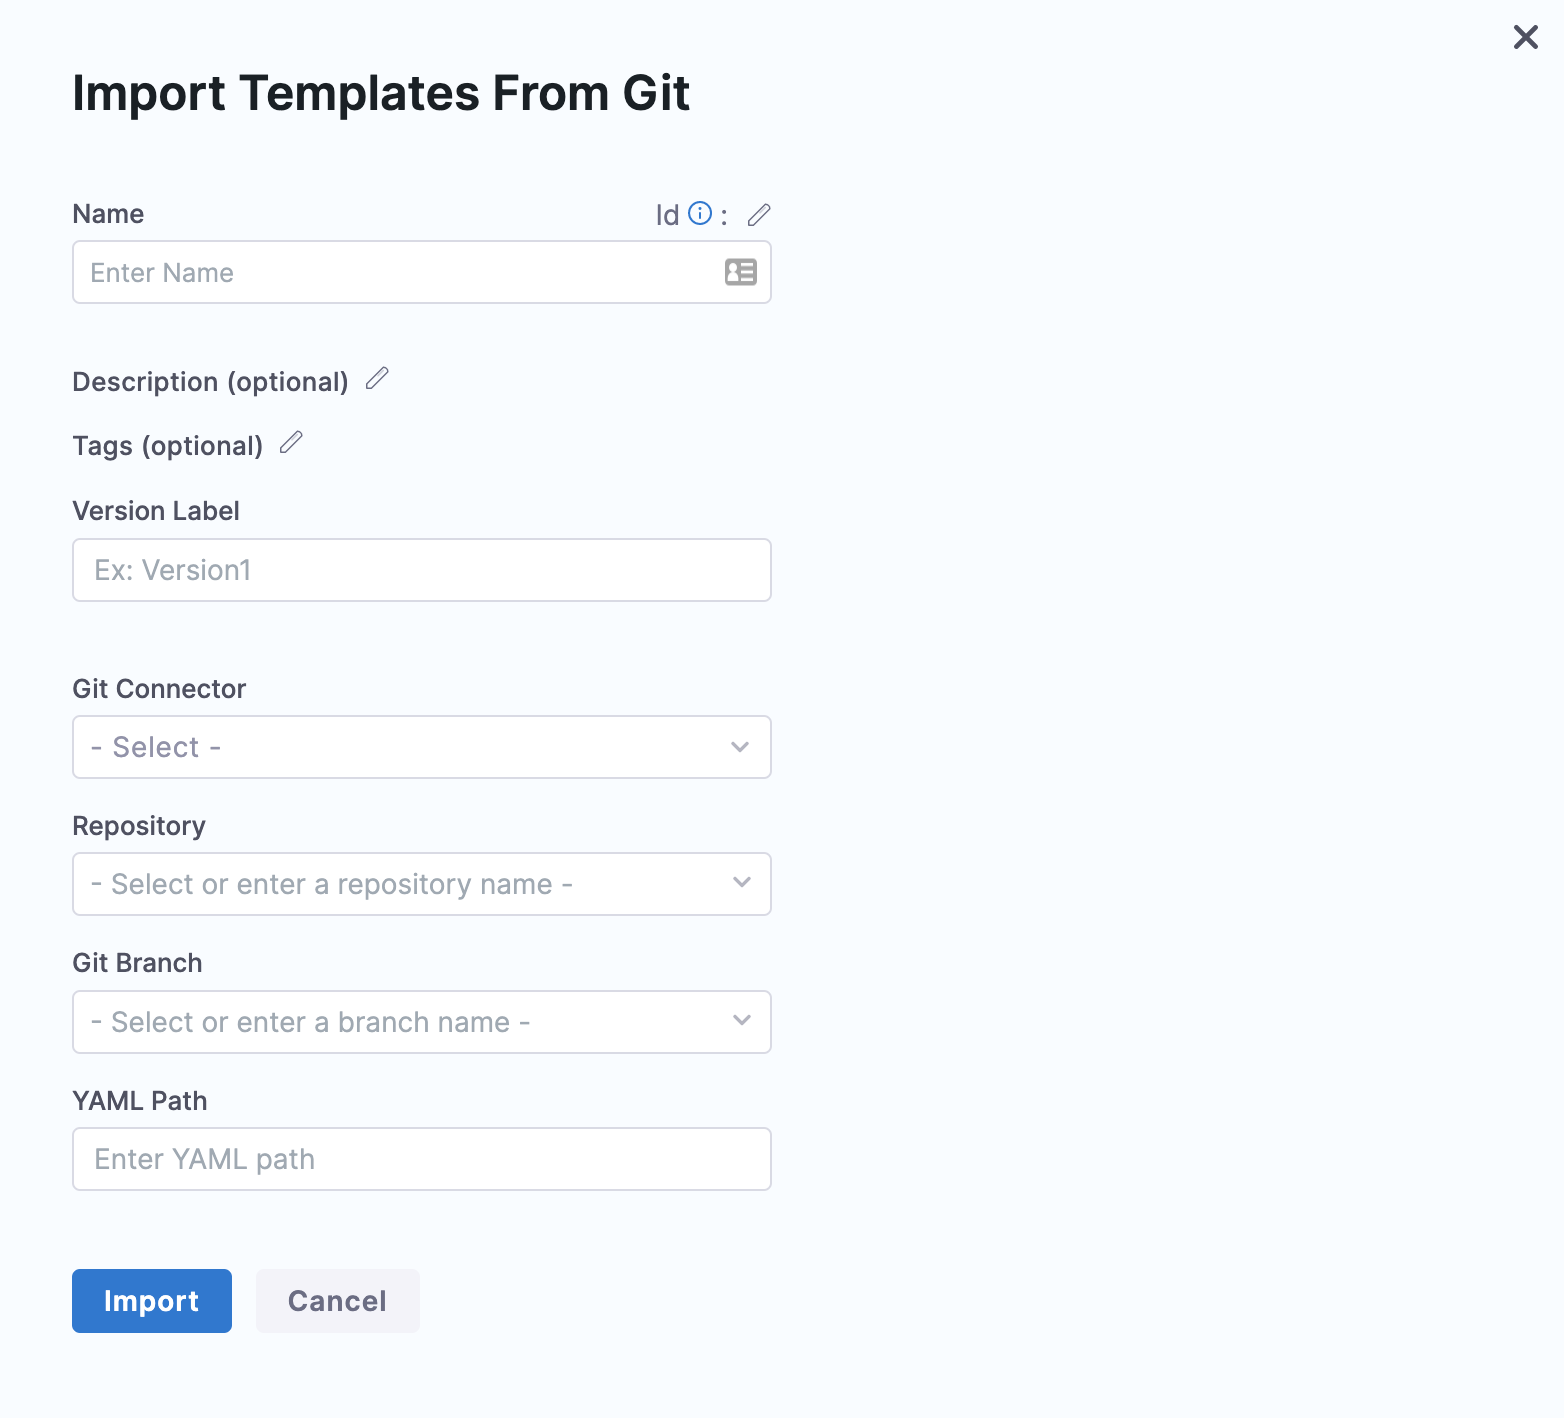 Import Templates From Git
Name
Id :
Enter Name
Description (optional)
Tags (optional)
Version Label
Ex: Version1
Git Connector
- Select -
Repository
- Select or enter a repository name -
Git Branch
- Select or enter a branch name -
YAML Path
Enter YAML path
Import
Cancel